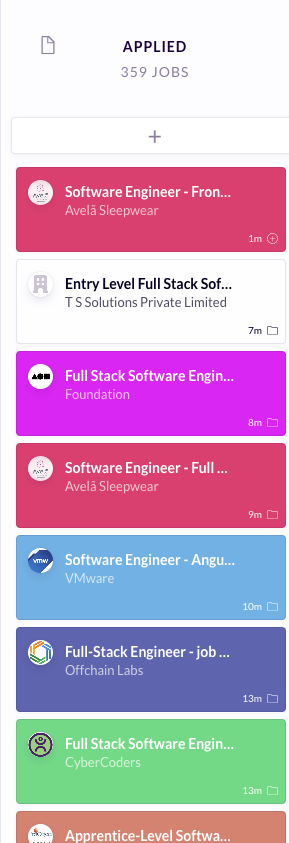 APPLIED
359 JOBS
+
Software Engineer - Fron...
Avelã Sleepwear
1m
Entry Level Full Stack Sof...
T S Solutions Private Limited
7m
Full Stack Software Engin...
Foundation
8m
Software Engineer - Full ...
Avelã Sleepwear
9m
vmw
Software Engineer - Angu...
VMware
10m
Full-Stack Engineer - job ...
Offchain Labs
13m
Full Stack Software Engin...
CyberCoders
13m
Apprentice-Level Softwa...